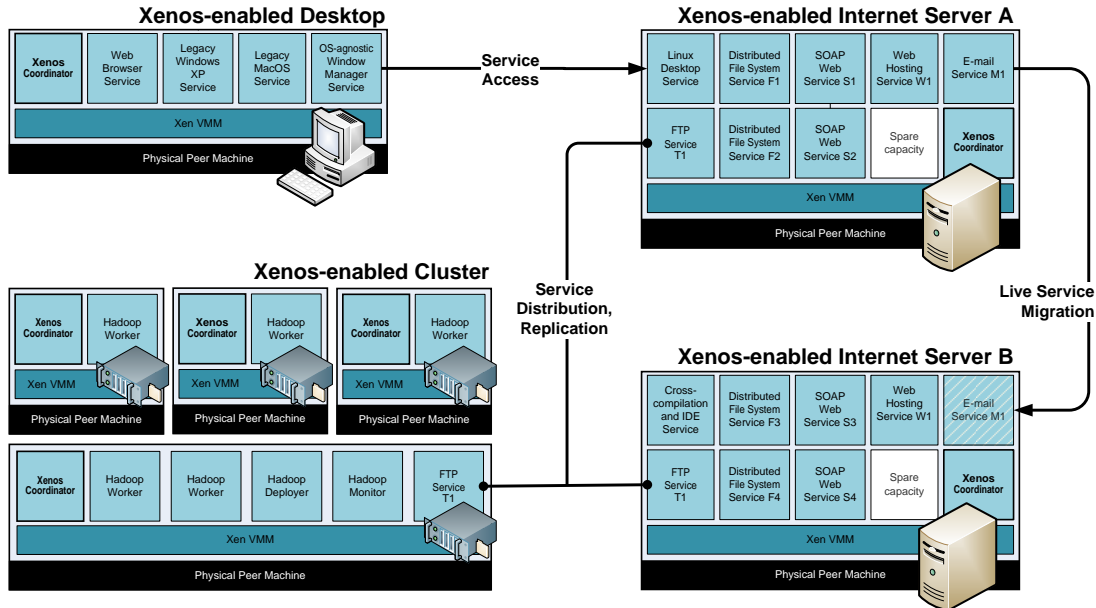 Xenos-enabled Desktop
Xenos
Coordinator
Web
Browser
Service
Legacy
Windows
XP
Service
Legacy
MacOS
Service
OS-agnostic
Window
Manager
Service
Xen VMM
Physical Peer Machine
Service
Access
Xenos-enabled Internet Server A
Linux
Desktop
Service
Distributed
File System
Service F1
SOAP
Web
Service S1
Web
Hosting
Service W1
E-mail
Service M1
FTP
Service
T1
Distributed
File System
Service F2
SOAP
Web
Service S2
Spare
capacity
Xenos
Coordinator
Xen VMM
Physical Peer Machine
Xenos-enabled Cluster
Xenos
Coordinator
Hadoop
Worker
Xen VMM
Physical Peer Machine
Xenos
Coordinator
Hadoop
Worker
Xen VMM
Physical Peer Machine
Xenos
Coordinator
Hadoop
Worker
Xen VMM
Physical Peer Machine
Xenos
Coordinator
Hadoop
Worker
Hadoop
Worker
Hadoop
Deployer
Hadoop
Monitor
FTP
Service
T1
Xen VMM
Physical Peer Machine
Service
Distribution,
Replication
Live Service
Migration
Xenos-enabled Internet Server B
Cross-
compilation
and IDE
Service
Distributed
File System
Service F3
SOAP
Web
Service S3
Web
Hosting
Service W1
E-mail
Service M1
FTP
Service
T1
Distributed
File System
Service F4
SOAP
Web
Service S4
Spare
capacity
Xenos
Coordinator
Xen VMM
Physical Peer Machine